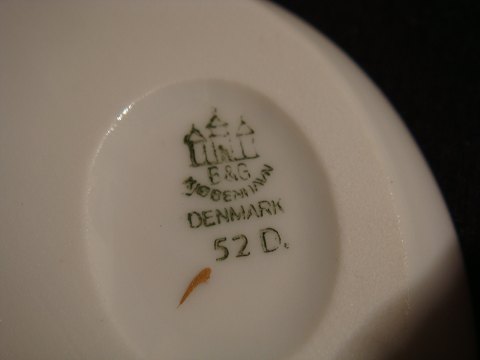 B&G
KJØBENHAVN
DENMARK
52 D.